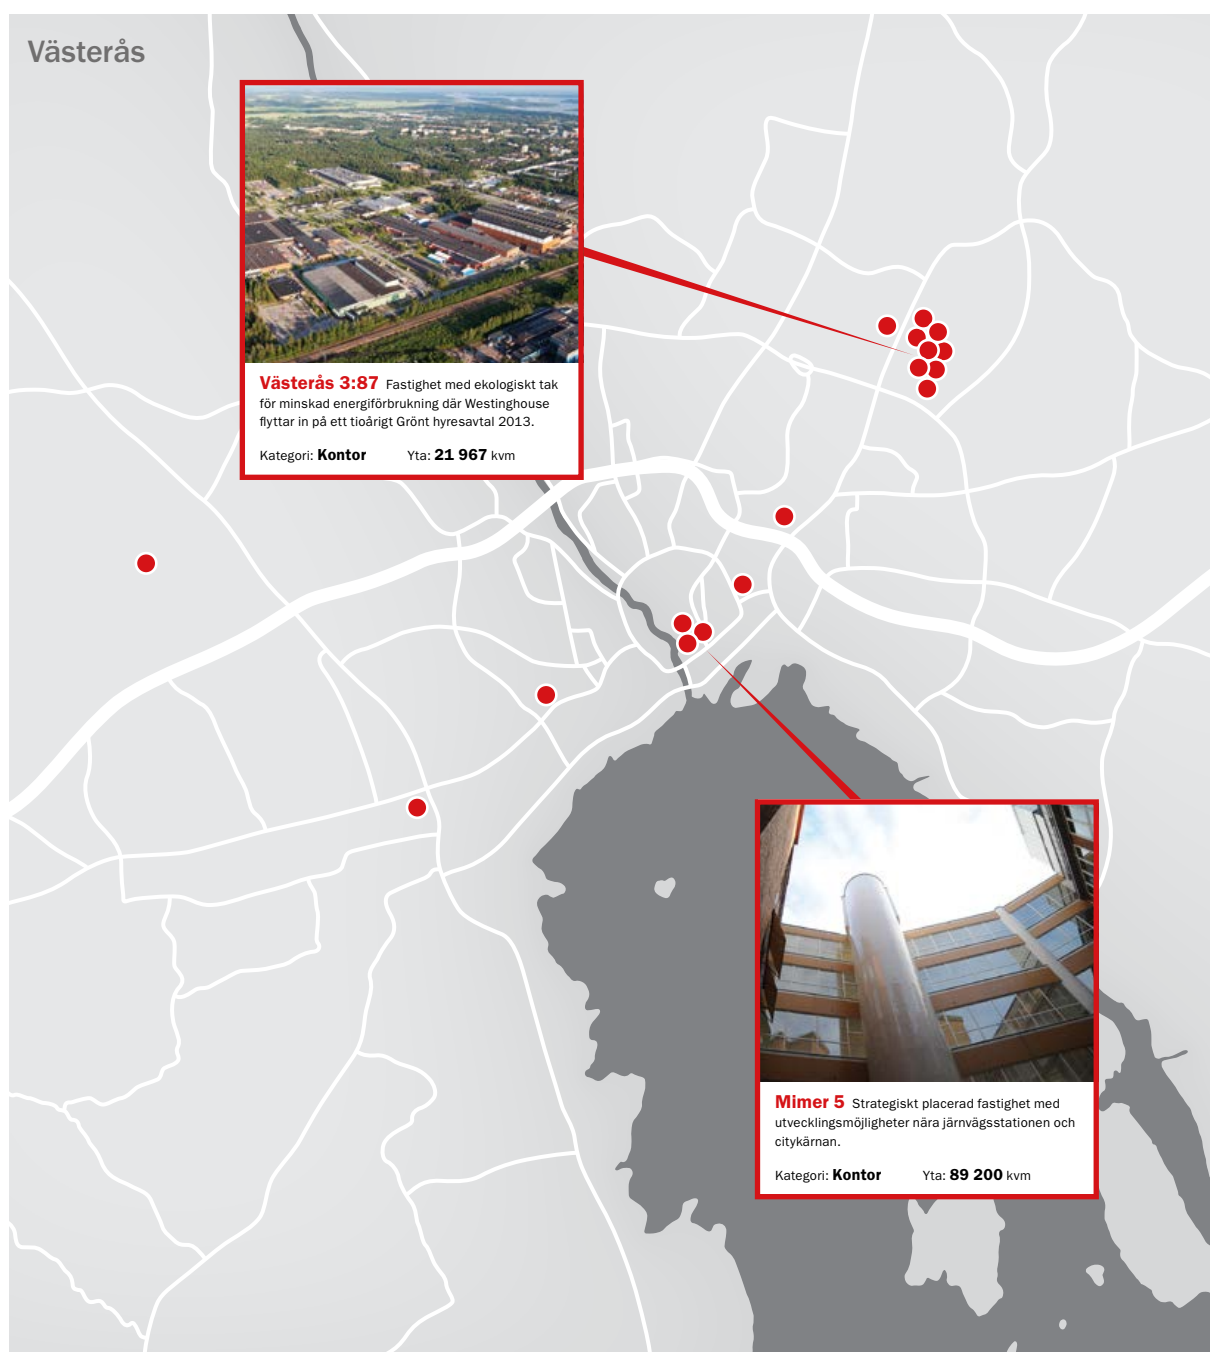 Västerås
Västerås 3:87 Fastighet med ekologiskt tak
för minskad energiförbrukning där Westinghouse
flyttar in på ett tioårigt Grönt hyresavtal 2013.
Kategori: Kontor Yta: 21 967 kvm
Mimer 5 Strategiskt placerad fastighet med
utvecklingsmöjligheter nära järnvägsstationen och
citykärnan.
Kategori: Kontor Yta: 89 200 kvm